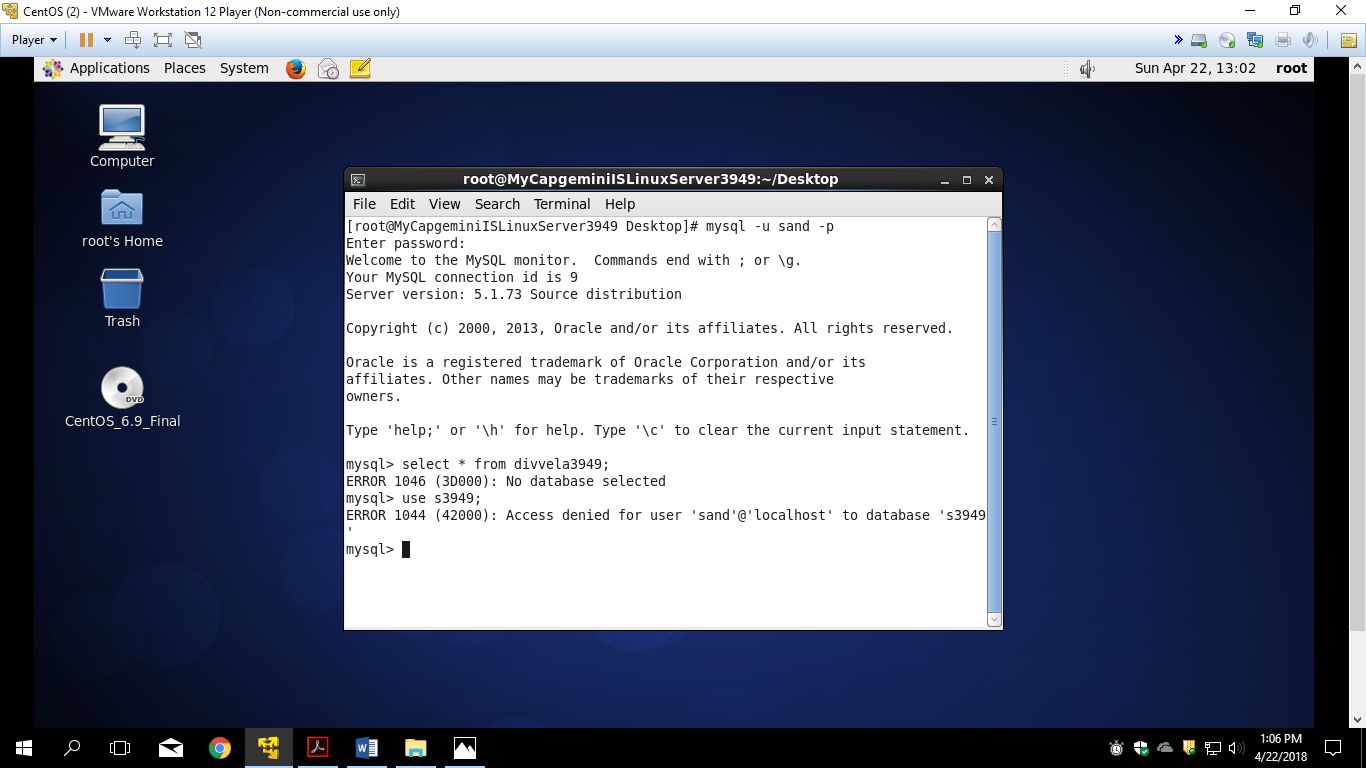 CentOS (2) - VMware Workstation 12 Player (Non-commercial use only)
Player
Applications Places System
Sun Apr 22, 13:02 root
Computer
root's Home
Trash
DVD
CentOS_6.9_Final
root@MyCapgeminiISLinuxServer3949:~/Desktop
File Edit View Search Terminal Help
[root@MyCapgeminiISLinuxServer3949 Desktop]# mysql -u sand -p
Enter password:
Welcome to the MySQL monitor.  Commands end with ; or \g.
Your MySQL connection id is 9
Server version: 5.1.73 Source distribution
Copyright (c) 2000, 2013, Oracle and/or its affiliates. All rights reserved.
Oracle is a registered trademark of Oracle Corporation and/or its
affiliates. Other names may be trademarks of their respective
owners.
Type 'help;' or '\h' for help. Type '\c' to clear the current input statement.
mysql> select * from divvela3949;
ERROR 1046 (3D000): No database selected
mysql> use s3949;
ERROR 1044 (42000): Access denied for user 'sand'@'localhost' to database 's3949
'
mysql>
1:06 PM
4/22/2018